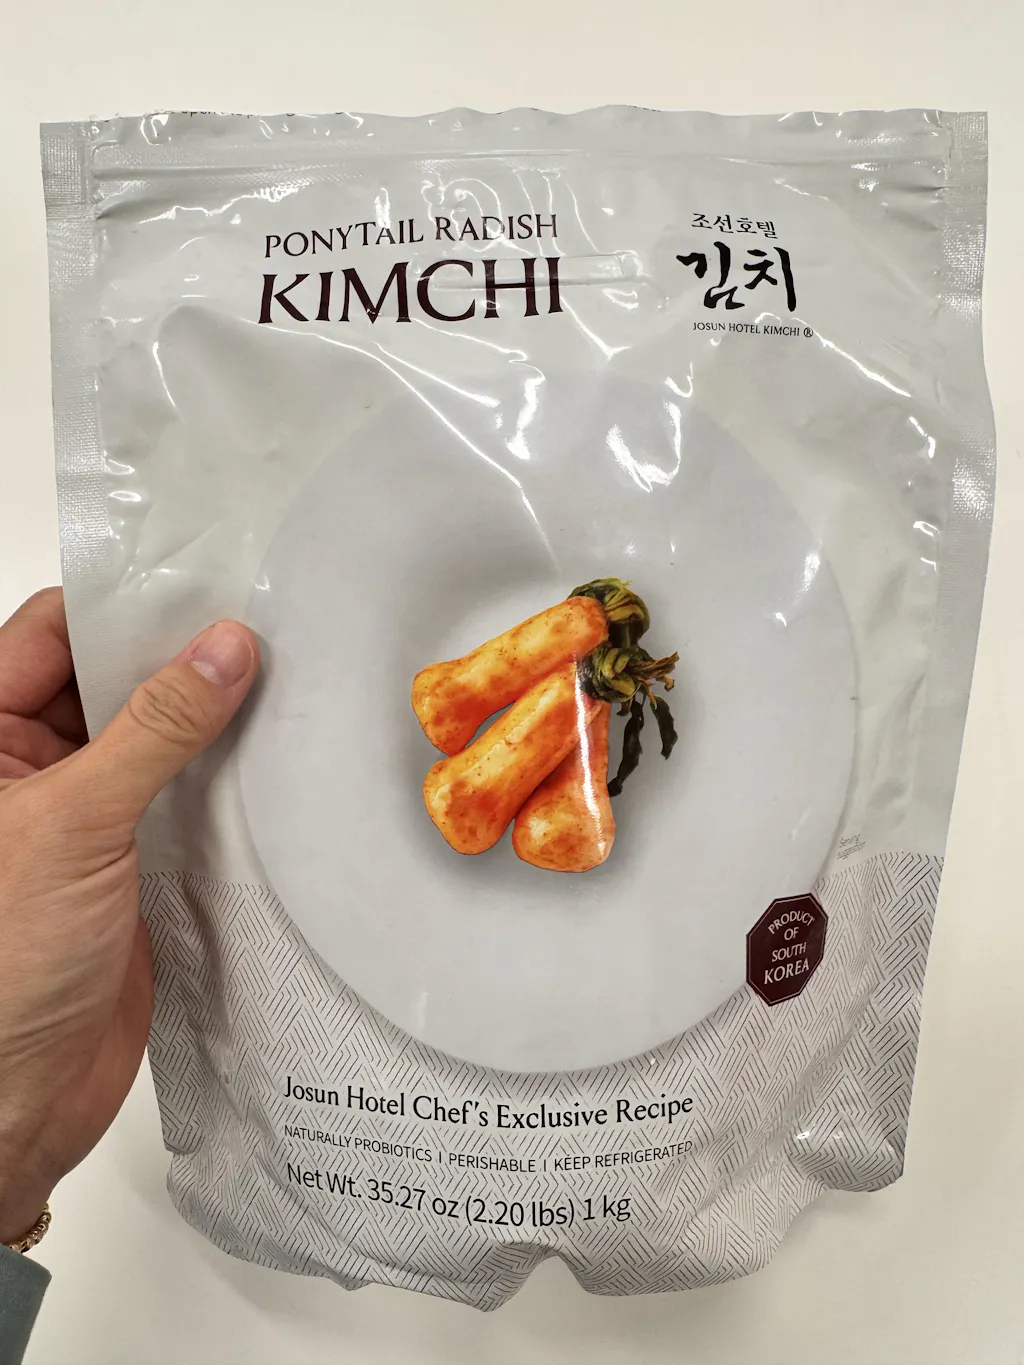 PONYTAIL RADISH
KIMCHI
조선호텔
김치
JOSUN HOTEL KIMCHI ®
PRODUCT
OF
SOUTH
KOREA
Josun Hotel Chef's Exclusive Recipe
NATURALLY PROBIOTICS | PERISHABLE | KEEP REFRIGERATED
Net Wt. 35.27 oz (2.20 lbs) 1 kg